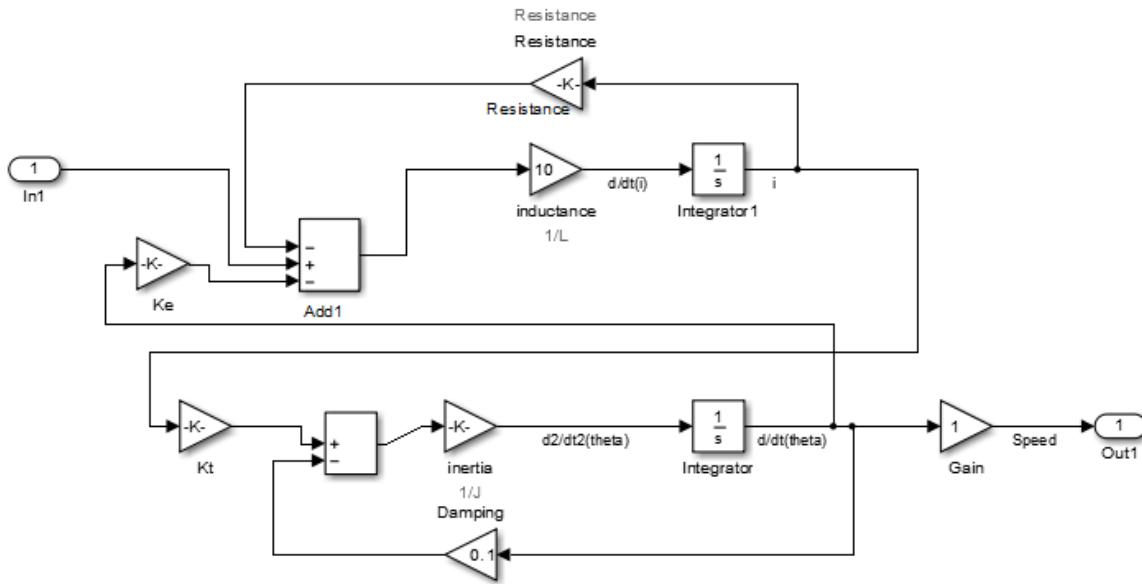 Resistance
Resistance
-K-
Resistance
1
In1
10
d/dt(i)
1
s
i
inductance
Integrator1
1/L
-K-
Ke
−
+
−
Add1
-K-
Kt
+
−
-K-
d2/dt2(theta)
1
s
d/dt(theta)
1
Speed
1
inertia
Integrator
Gain
Out1
1/J
Damping
0.1